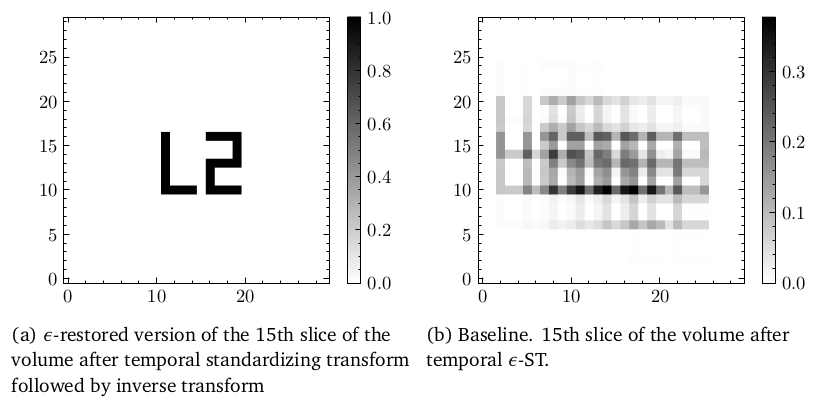 25
20
15
10
5
0
0 10 20
1.0
0.8
0.6
0.4
0.2
0.0
L2
25
20
15
10
5
0
0 10 20
0.3
0.2
0.1
0.0
(a) ϵ-restored version of the 15th slice of the
volume after temporal standardizing transform
followed by inverse transform
(b) Baseline. 15th slice of the volume after
temporal ϵ-ST.